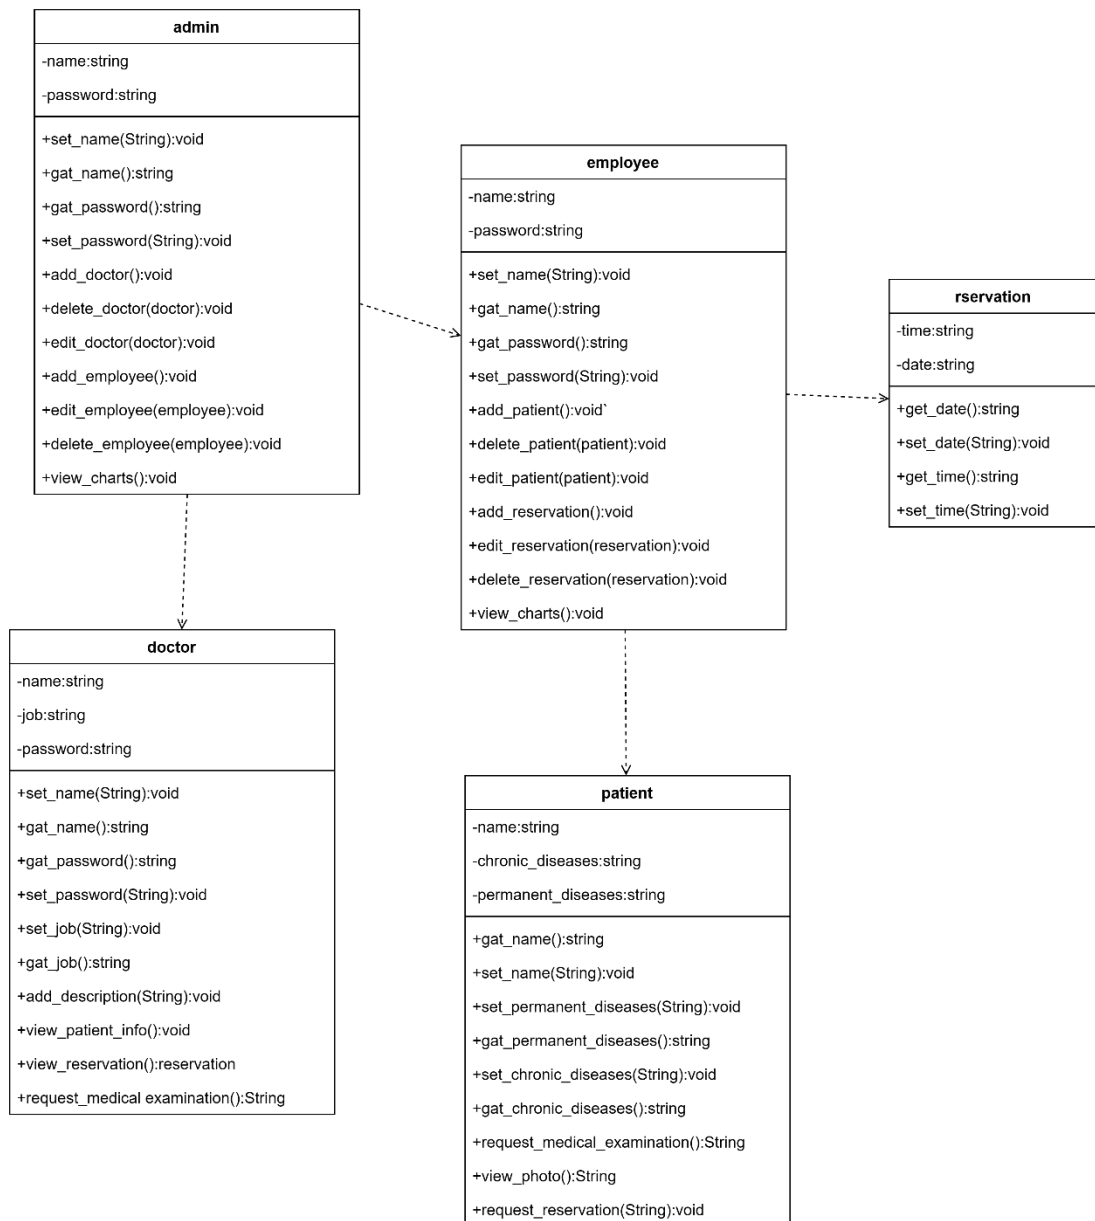 admin
-name:string
-password:string
+set_name(String):void
+gat_name():string
+gat_password():string
+set_password(String):void
+add_doctor():void
+delete_doctor(doctor):void
+edit_doctor(doctor):void
+add_employee():void
+edit_employee(employee):void
+delete_employee(employee):void
+view_charts():void
employee
-name:string
-password:string
+set_name(String):void
+gat_name():string
+gat_password():string
+set_password(String):void
+add_patient():void`
+delete_patient(patient):void
+edit_patient(patient):void
+add_reservation():void
+edit_reservation(reservation):void
+delete_reservation(reservation):void
+view_charts():void
rservation
-time:string
-date:string
+get_date():string
+set_date(String):void
+get_time():string
+set_time(String):void
doctor
-name:string
-job:string
-password:string
+set_name(String):void
+gat_name():string
+gat_password():string
+set_password(String):void
+set_job(String):void
+gat_job():string
+add_description(String):void
+view_patient_info():void
+view_reservation():reservation
+request_medical examination():String
patient
-name:string
-chronic_diseases:string
-permanent_diseases:string
+gat_name():string
+set_name(String):void
+set_permanent_diseases(String):void
+gat_permanent_diseases():string
+set_chronic_diseases(String):void
+gat_chronic_diseases():string
+request_medical_examination():String
+view_photo():String
+request_reservation(String):void